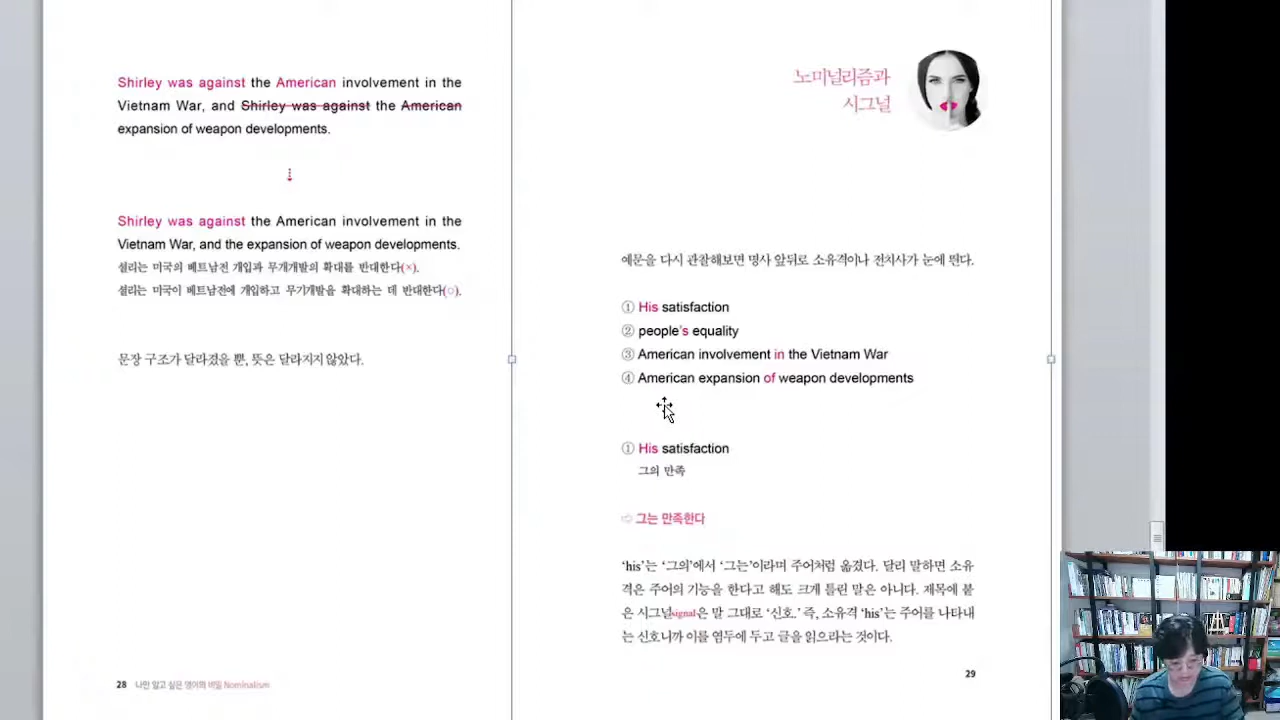 Shirley was against the American involvement in the
Vietnam War, and Shirley was against the American
expansion of weapon developments.
Shirley was against the American involvement in the
Vietnam War, and the expansion of weapon developments.
셜리는 미국의 베트남전 개입과 무개개발의 확대를 반대한다(×).
셜리는 미국이 베트남전에 개입하고 무기개발을 확대하는 데 반대한다(○).
문장 구조가 달라졌을 뿐, 뜻은 달라지지 않았다.
28 나만 알고 싶은 영어의 비밀 Nominalism
노미널리즘과
시그널
예문을 다시 관찰해보면 명사 앞뒤로 소유격이나 전치사가 눈에 띈다.
① His satisfaction
② people's equality
③ American involvement in the Vietnam War
④ American expansion of weapon developments
① His satisfaction
그의 만족
⇨ 그는 만족한다
‘his’는 ‘그의’에서 ‘그는’이라며 주어처럼 옮겼다. 달리 말하면 소유
격은 주어의 기능을 한다고 해도 크게 틀린 말은 아니다. 제목에 붙
은 시그널signal은 말 그대로 ‘신호.’ 즉, 소유격 ‘his’는 주어를 나타내
는 신호니까 이를 염두에 두고 글을 읽으라는 것이다.
29